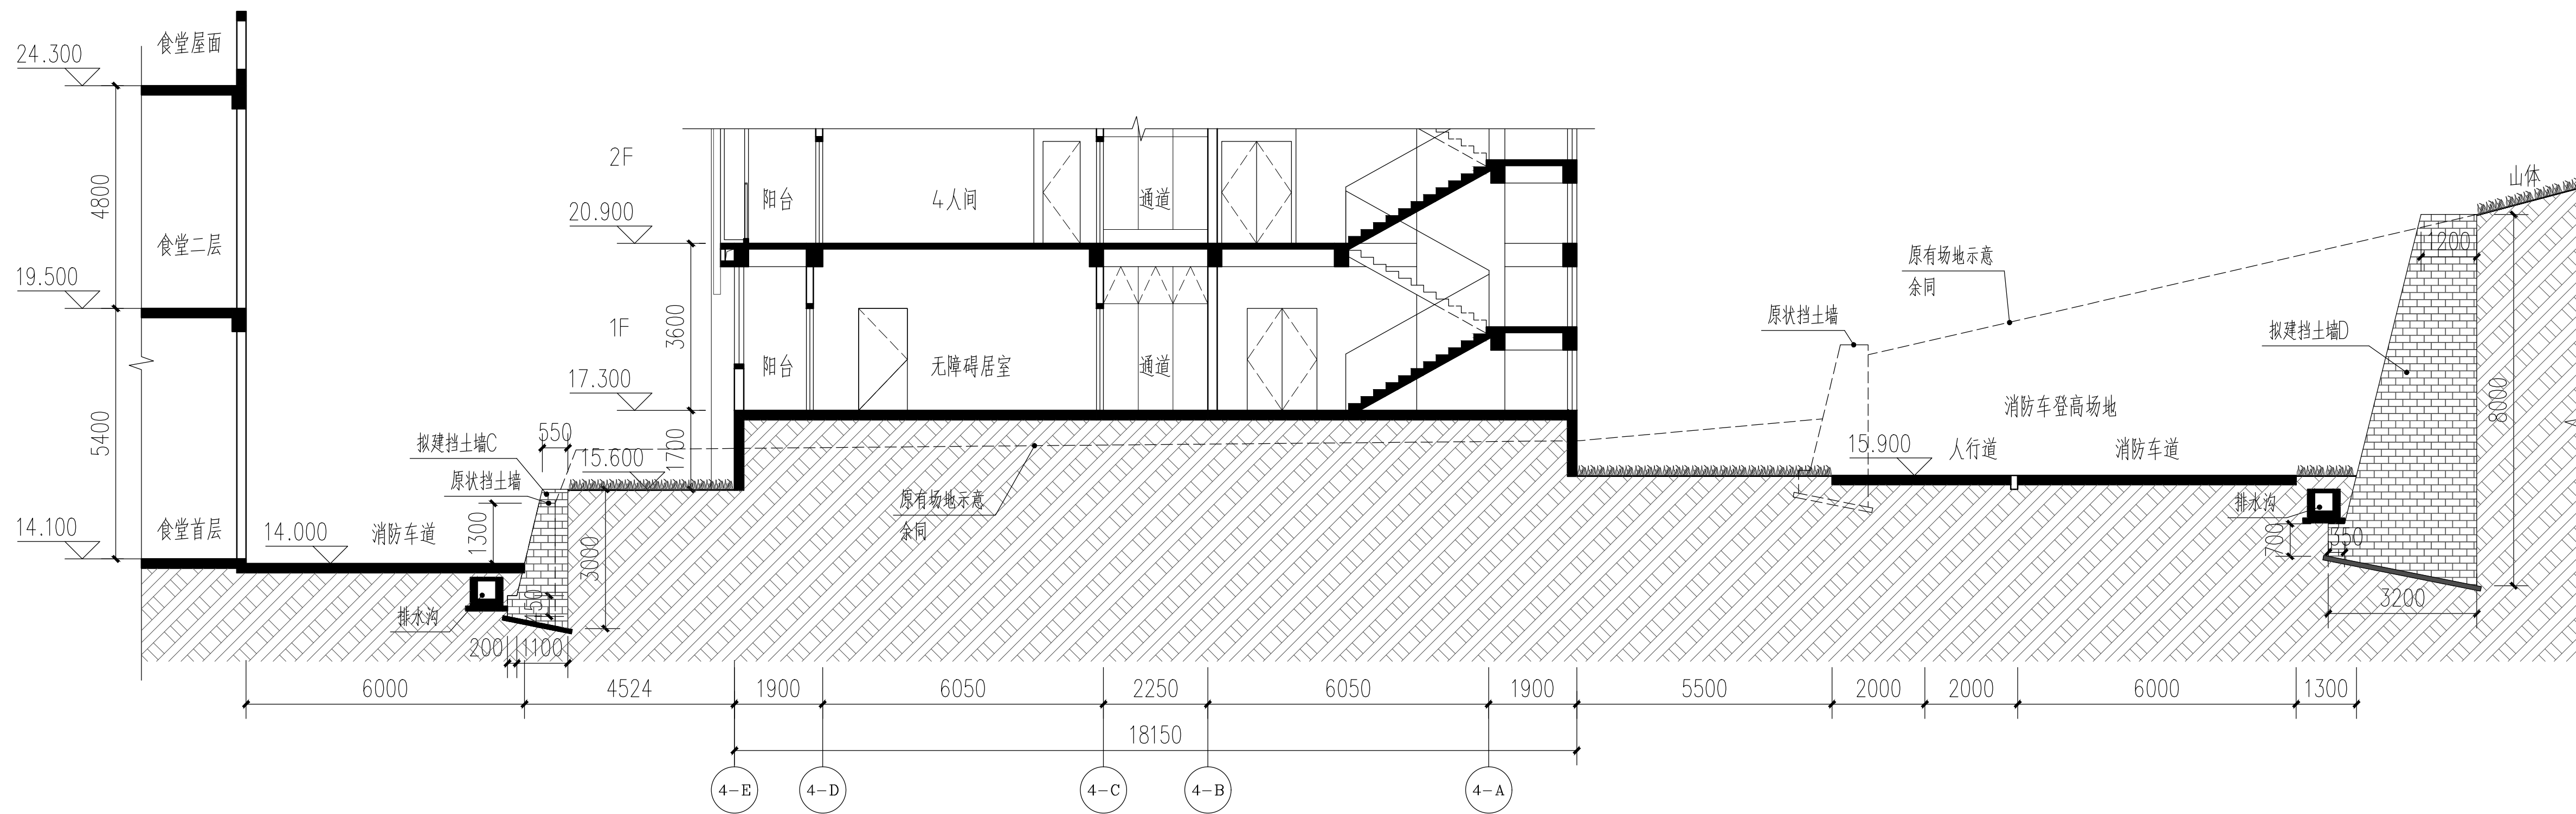 食堂屋面
24.300
4800
食堂二层
19.500
5400
食堂首层
14.100
14.000
消防车道
排水沟
拟建挡土墙C
原状挡土墙
550
1300
3000
450
200
1100
15.600
1700
2F
20.900
3600
1F
17.300
阳台
4人间
通道
阳台
无障碍居室
通道
原有场地示意
余同
原状挡土墙
原有场地示意
余同
15.900
人行道
消防车登高场地
消防车道
拟建挡土墙D
山体
1200
8000
排水沟
700
350
3200
6000
4524
1900
6050
2250
6050
1900
5500
2000
2000
6000
1300
18150
4-E
4-D
4-C
4-B
4-A